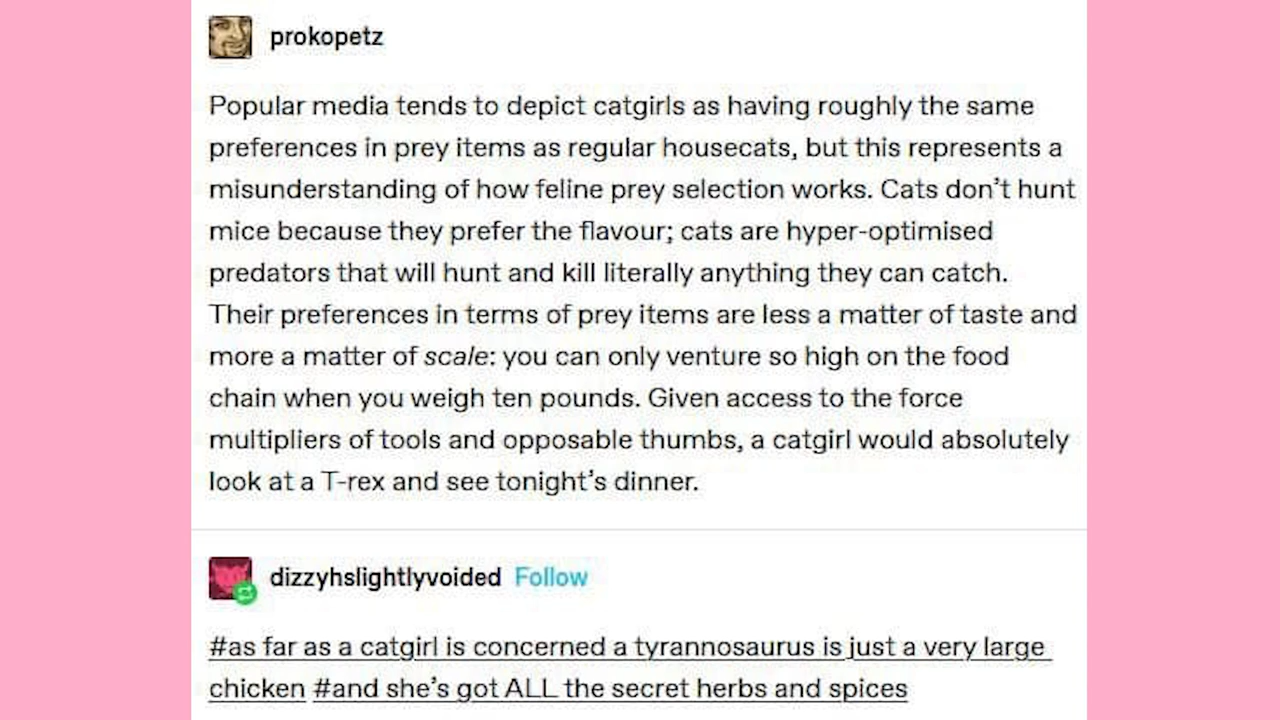 prokopetz
Popular media tends to depict catgirls as having roughly the same
preferences in prey items as regular housecats, but this represents a
misunderstanding of how feline prey selection works. Cats don’t hunt
mice because they prefer the flavour; cats are hyper-optimised
predators that will hunt and kill literally anything they can catch.
Their preferences in terms of prey items are less a matter of taste and
more a matter of scale: you can only venture so high on the food
chain when you weigh ten pounds. Given access to the force
multipliers of tools and opposable thumbs, a catgirl would absolutely
look at a T-rex and see tonight’s dinner.
dizzyhslightlyvoided Follow
#as far as a catgirl is concerned a tyrannosaurus is just a very large
chicken #and she’s got ALL the secret herbs and spices